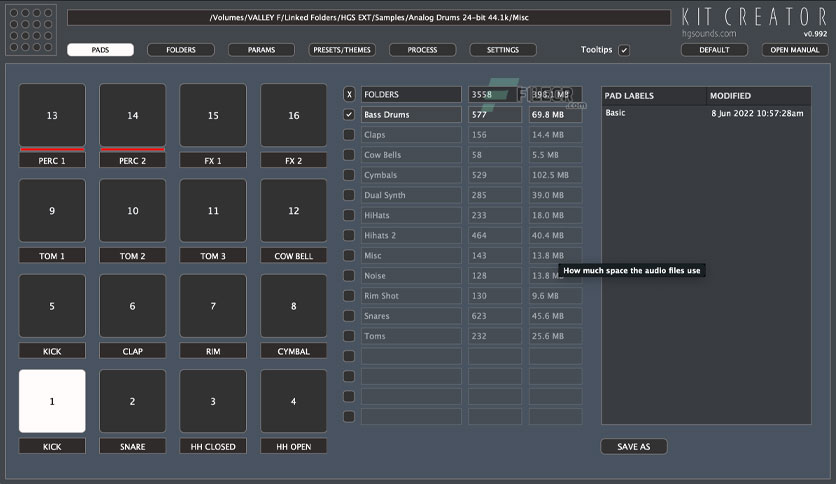 /Volumes/VALLEY F/Linked Folders/HGS EXT/Samples/Analog Drums 24-bit 44.1k/Misc
KIT CREATOR
hgsounds.com
v0.992
PADS FOLDERS PARAMS PRESETS/THEMES PROCESS SETTINGS Tooltips DEFAULT OPEN MANUAL
13 14 15 16
PERC 1 PERC 2 FX 1 FX 2
9 10 11 12
TOM 1 TOM 2 TOM 3 COW BELL
5 6 7 8
KICK CLAP RIM CYMBAL
1 2 3 4
KICK SNARE HH CLOSED HH OPEN
X FOLDERS 3558 398.1 MB
Bass Drums 577 69.8 MB
Claps 156 14.4 MB
Cow Bells 58 5.5 MB
Cymbals 529 102.5 MB
Dual Synth 285 39.0 MB
HiHats 233 18.0 MB
Hihats 2 464 40.4 MB
Misc 143 13.8 MB
Noise 128 13.8
Rim Shot 130 9.6 MB
Snares 623 45.6 MB
Toms 232 25.6 MB
How much space the audio files use
FILECR
.com
PAD LABELS MODIFIED
Basic 8 Jun 2022 10:57:28am
SAVE AS